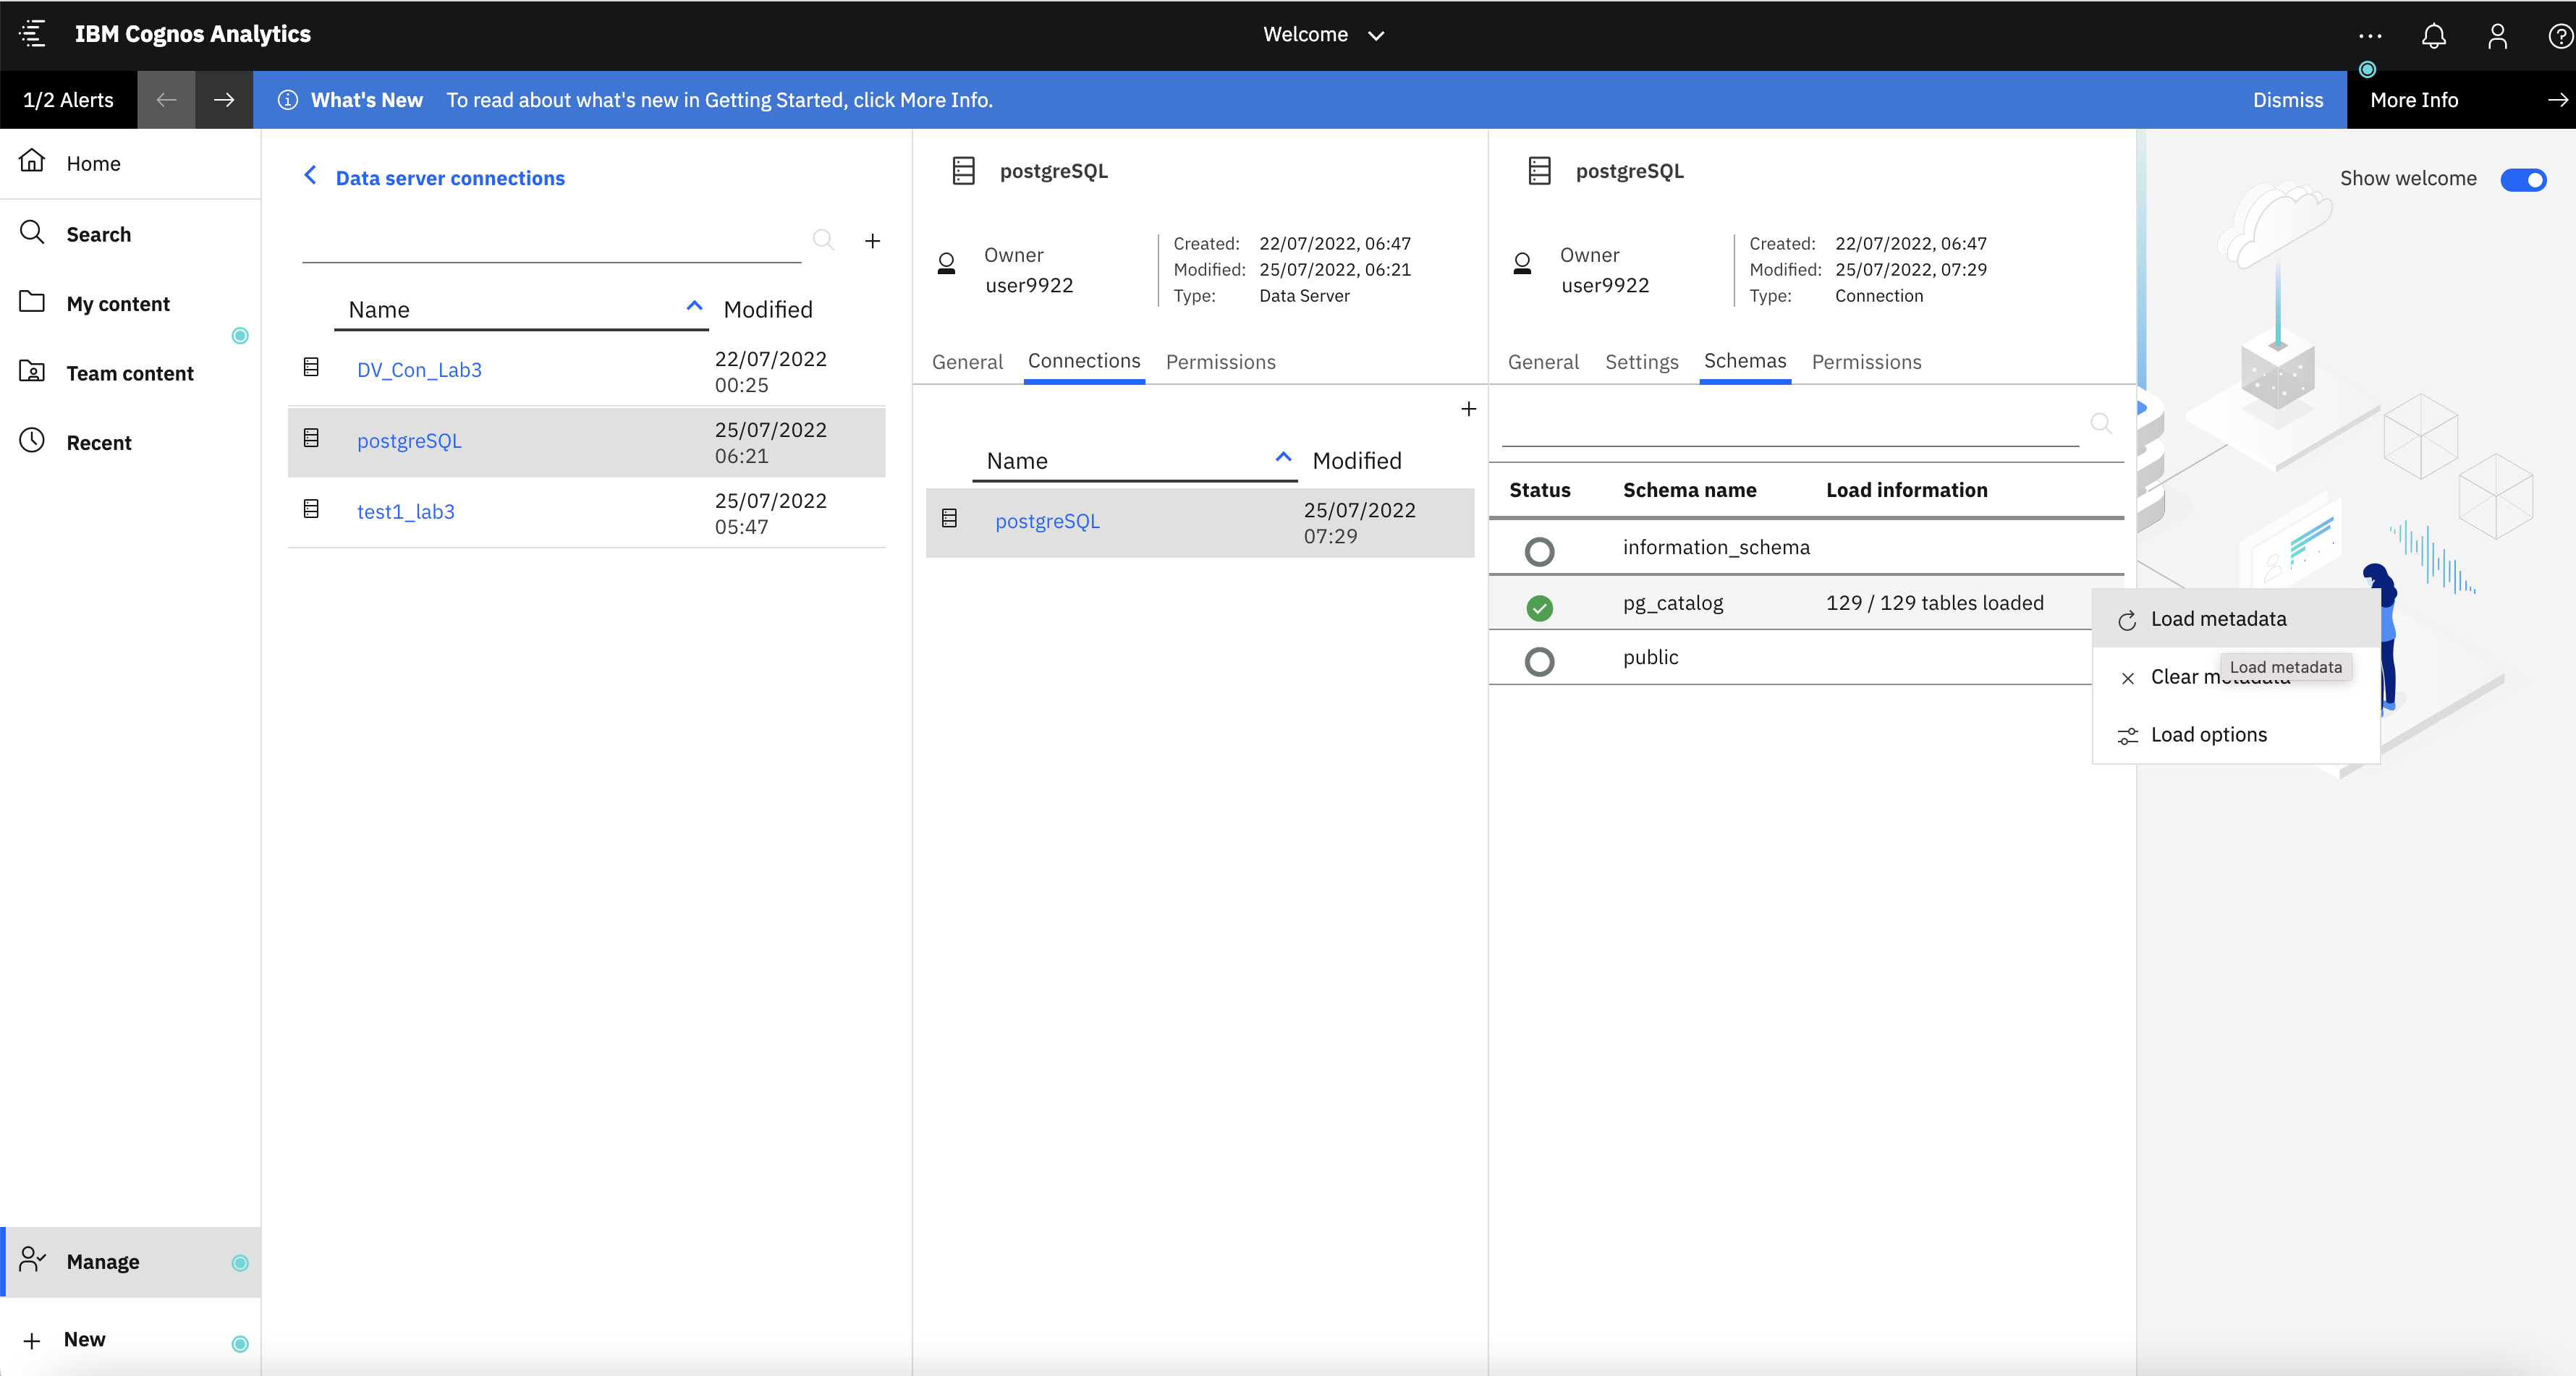 IBM Cognos Analytics
Welcome
1/2 Alerts
What's New To read about what's new in Getting Started, click More Info.
Dismiss
More Info
Home
Search
My content
Team content
Recent
Manage
New
Data server connections
Name Modified
DV_Con_Lab3 22/07/2022
00:25
postgreSQL 25/07/2022
06:21
test1_lab3 25/07/2022
05:47
postgreSQL
Owner
user9922
Created: 22/07/2022, 06:47
Modified: 25/07/2022, 06:21
Type: Data Server
General Connections Permissions
Name Modified
postgreSQL 25/07/2022
07:29
postgreSQL
Owner
user9922
Created: 22/07/2022, 06:47
Modified: 25/07/2022, 07:29
Type: Connection
General Settings Schemas Permissions
Status Schema name Load information
information_schema
pg_catalog 129 / 129 tables loaded
public
Show welcome
Load metadata
Load metadata
Clear metadata
Load options